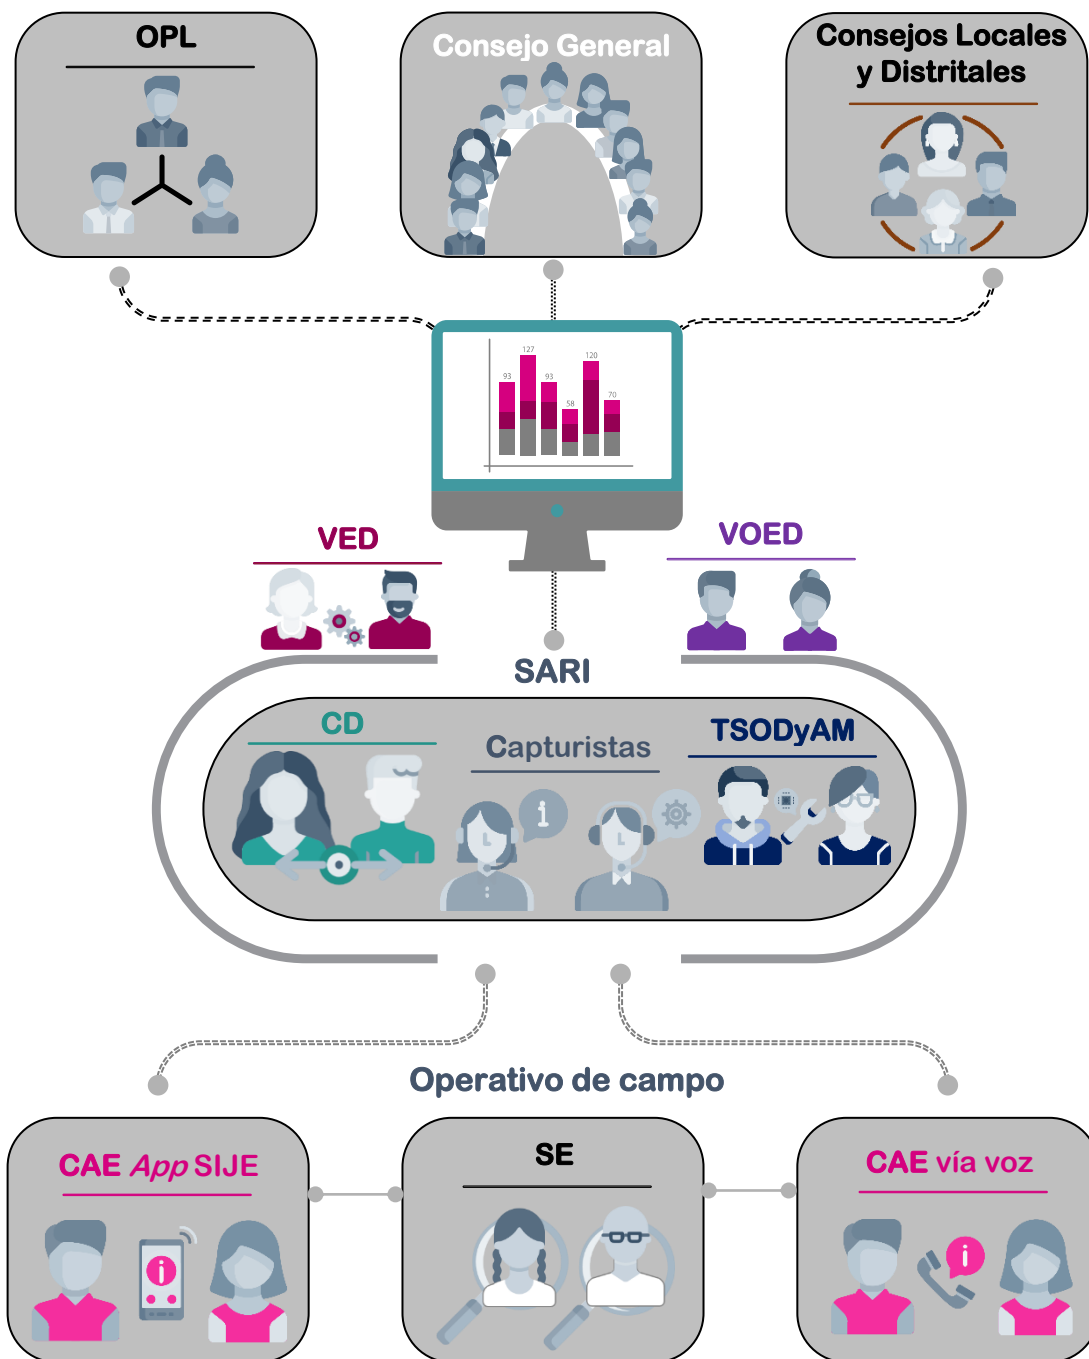 OPL
Consejo General
Consejos Locales
y Distritales
93
127
93
58
120
70
VED
VOED
SARI
CD
Capturistas
TSODyAM
i
Operativo de campo
CAE App SIJE
SE
CAE vía voz
i
i